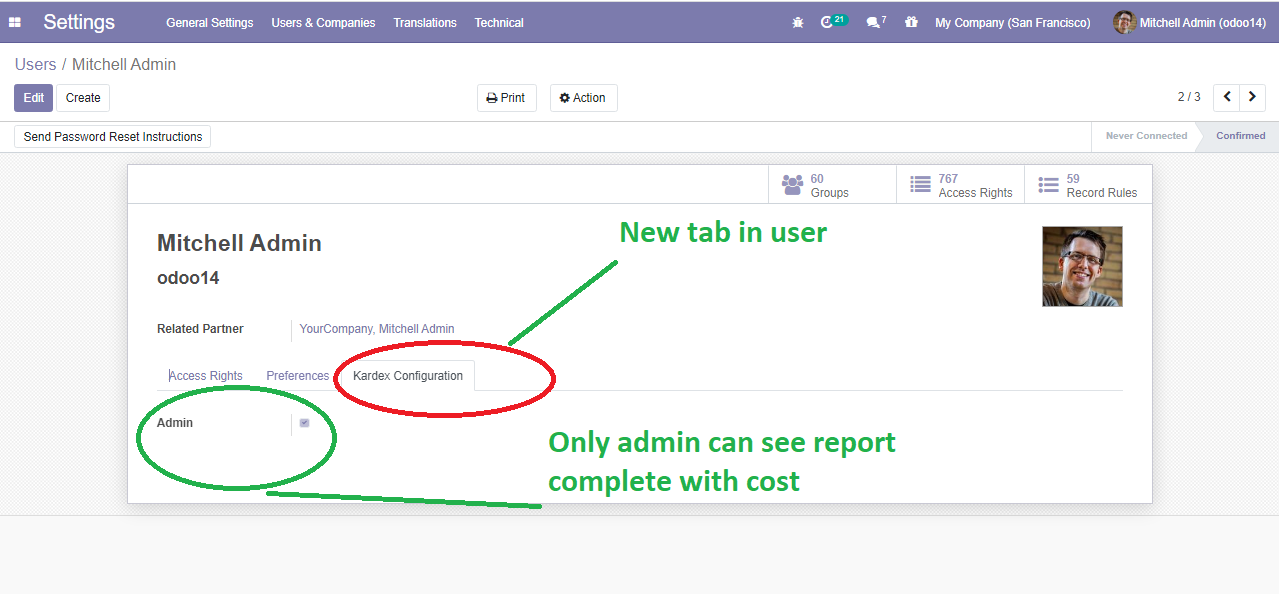 Settings General Settings Users & Companies Translations Technical 21 7 My Company (San Francisco) Mitchell Admin (odoo14)
Users / Mitchell Admin
Edit Create Print Action 2 / 3
Send Password Reset Instructions Never Connected Confirmed
60 Groups 767 Access Rights 59 Record Rules
New tab in user
Mitchell Admin
odoo14
Related Partner YourCompany, Mitchell Admin
Access Rights Preferences Kardex Configuration
Admin
Only admin can see report
complete with cost